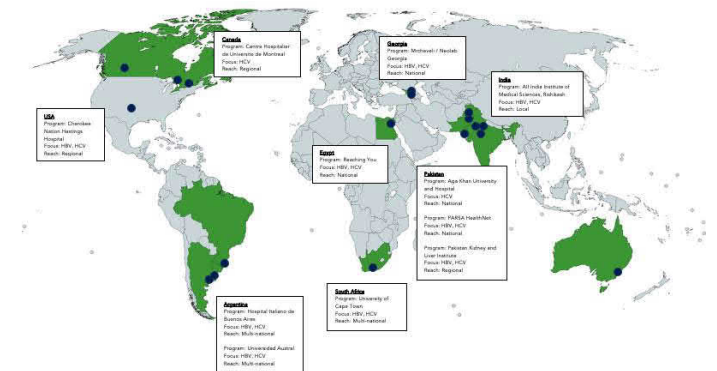 Canada
Program: Centre Hospitalier
de Universite de Montreal
Focus: HCV
Reach: Regional
Georgia
Program: Mrcheveli / Neolab
Georgia
Focus: HBV, HCV
Reach: National
India
Program: All India Institute of
Medical Sciences, Rishikesh
Focus: HBV, HCV
Reach: Local
USA
Program: Cherokee
Nation Hastings
Hospital
Focus: HBV, HCV
Reach: Regional
Egypt
Program: Reaching You
Focus: HBV, HCV
Reach: National
Pakistan
Program: Aga Khan University
and Hospital
Focus: HCV
Reach: National
Program: PARSA HealthNet
Focus: HBV, HCV
Reach: National
Program: Pakistan Kidney and
Liver Institute
Focus: HBV, HCV
Reach: Regional
South Africa
Program: University of
Cape Town
Focus: HBV, HCV
Reach: Multi-national
Argentina
Program: Hospital Italiano de
Buenos Aires
Focus: HBV, HCV
Reach: Multi-national
Program: Universidad Austral
Focus: HBV, HCV
Reach: Multi-national